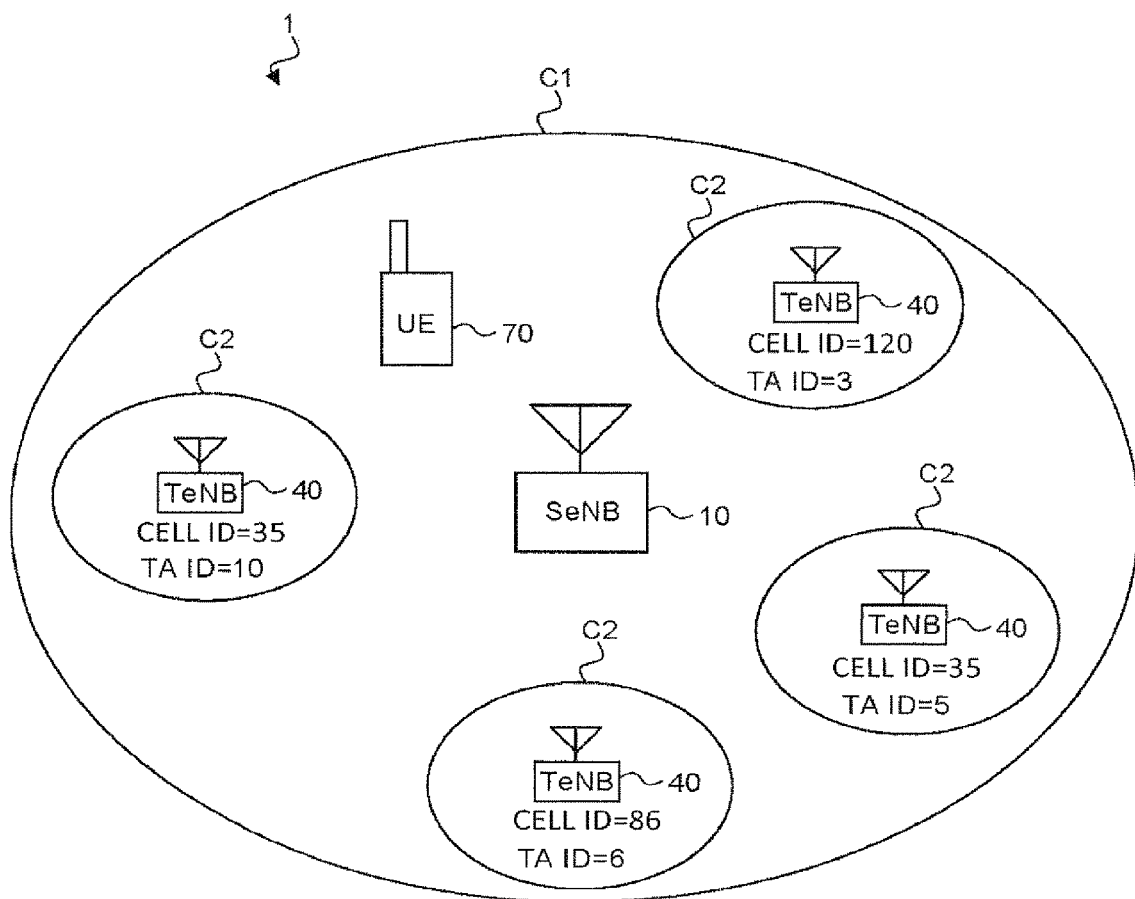 1
C1
C2
TeNB
40
CELL ID=120
TA ID=3
UE
70
C2
TeNB
40
CELL ID=35
TA ID=10
SeNB
10
C2
TeNB
40
CELL ID=35
TA ID=5
C2
TeNB
40
CELL ID=86
TA ID=6